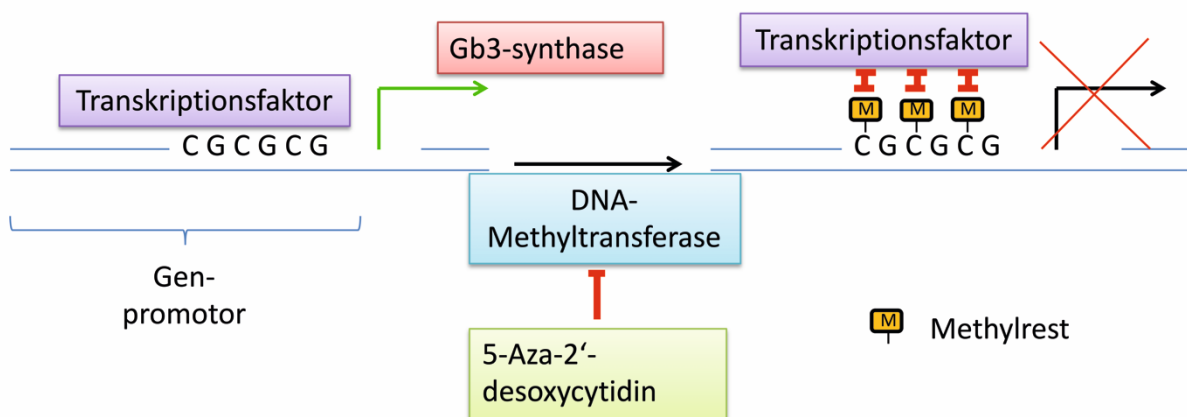 Gb3-synthase
Transkriptionsfaktor
Transkriptionsfaktor
M M M
C G C G C G
C G C G C G
DNA-
Methyltransferase
Gen-
promotor
M
Methylrest
5-Aza-2‘-
desoxycytidin